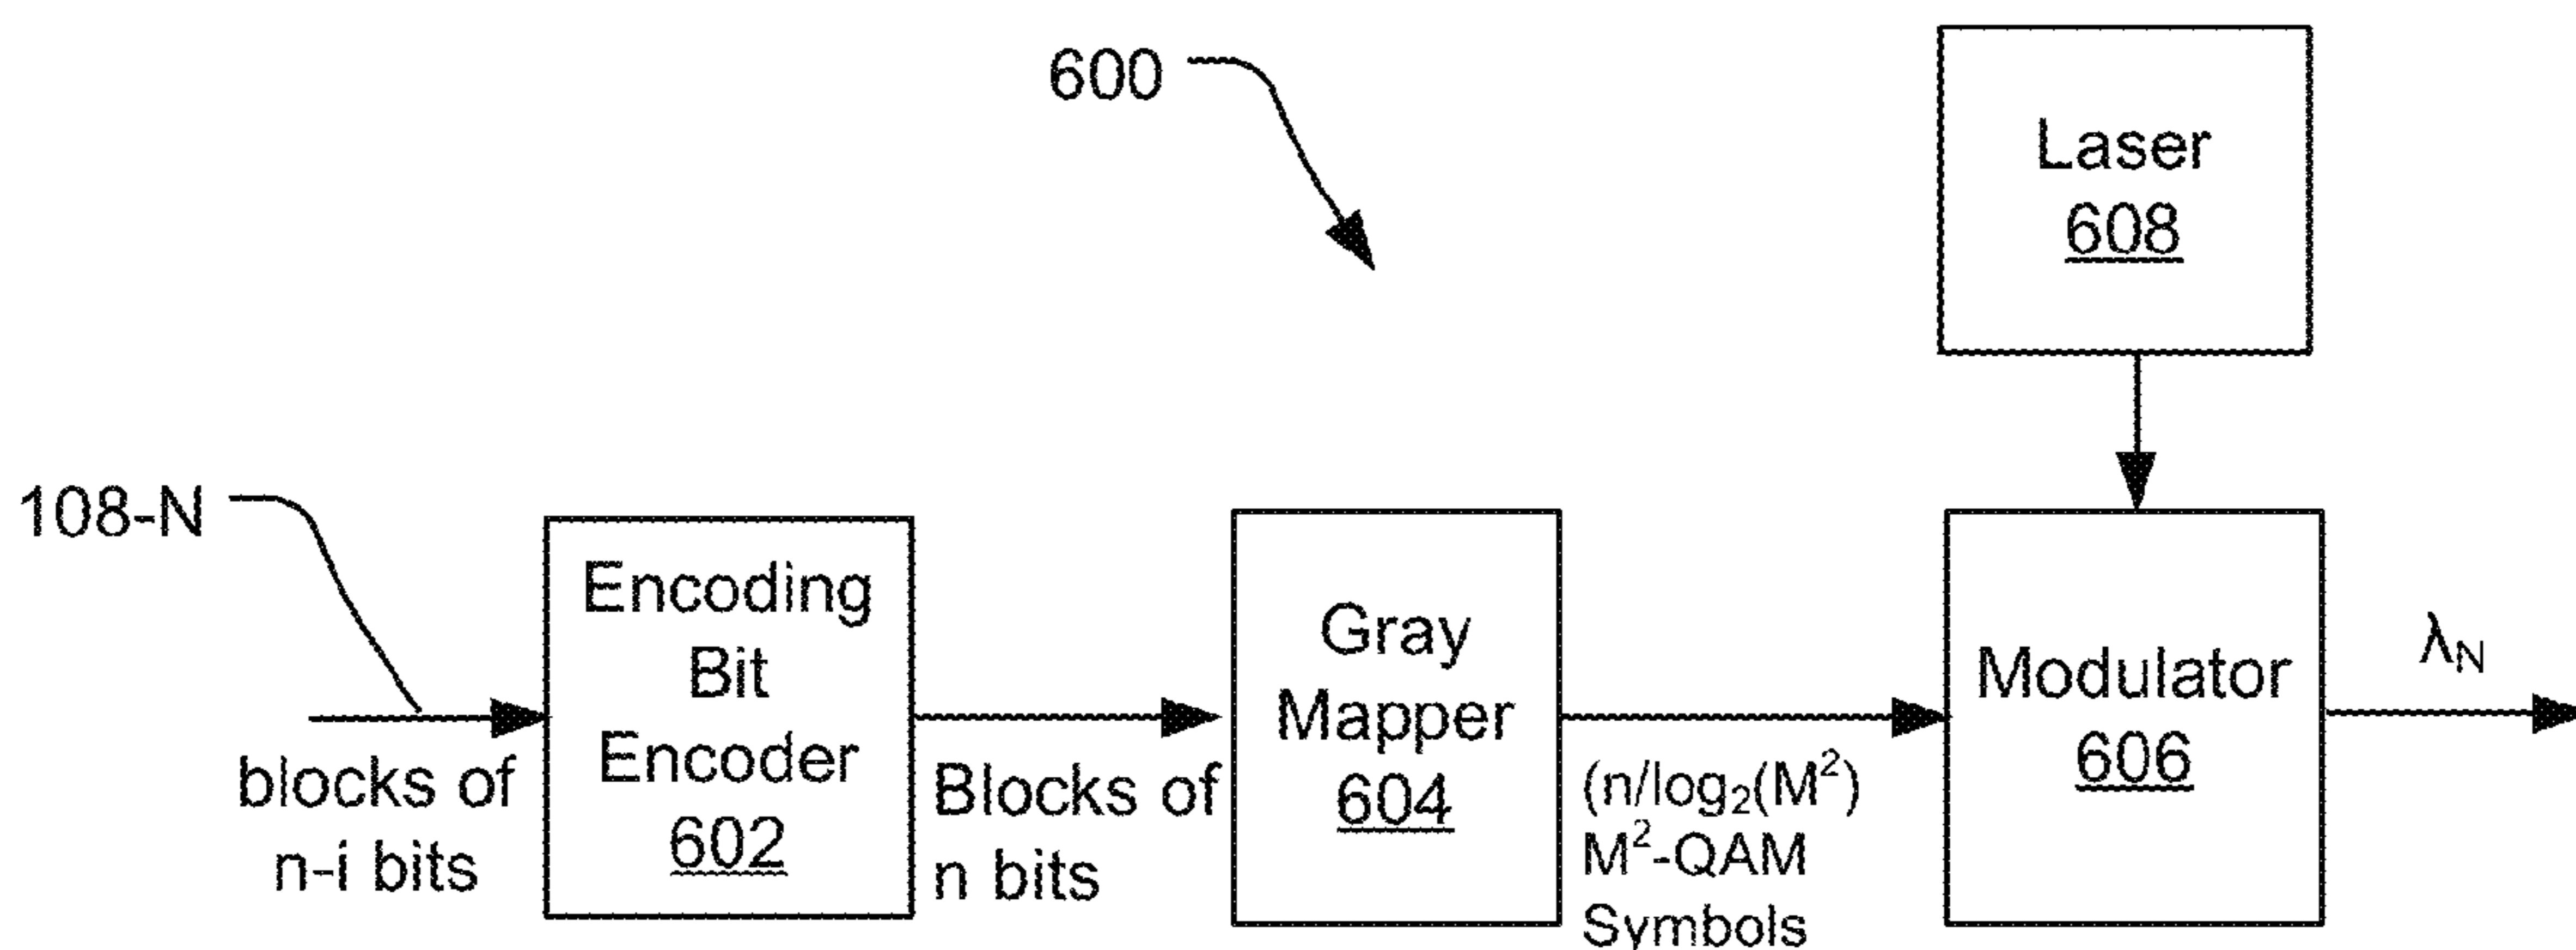 600
Laser
608
108-N
blocks of
n-i bits
Encoding
Bit
Encoder
602
Blocks of
n bits
Gray
Mapper
604
(n/log₂(M²)
M²-QAM
Symbols
Modulator
606
λN